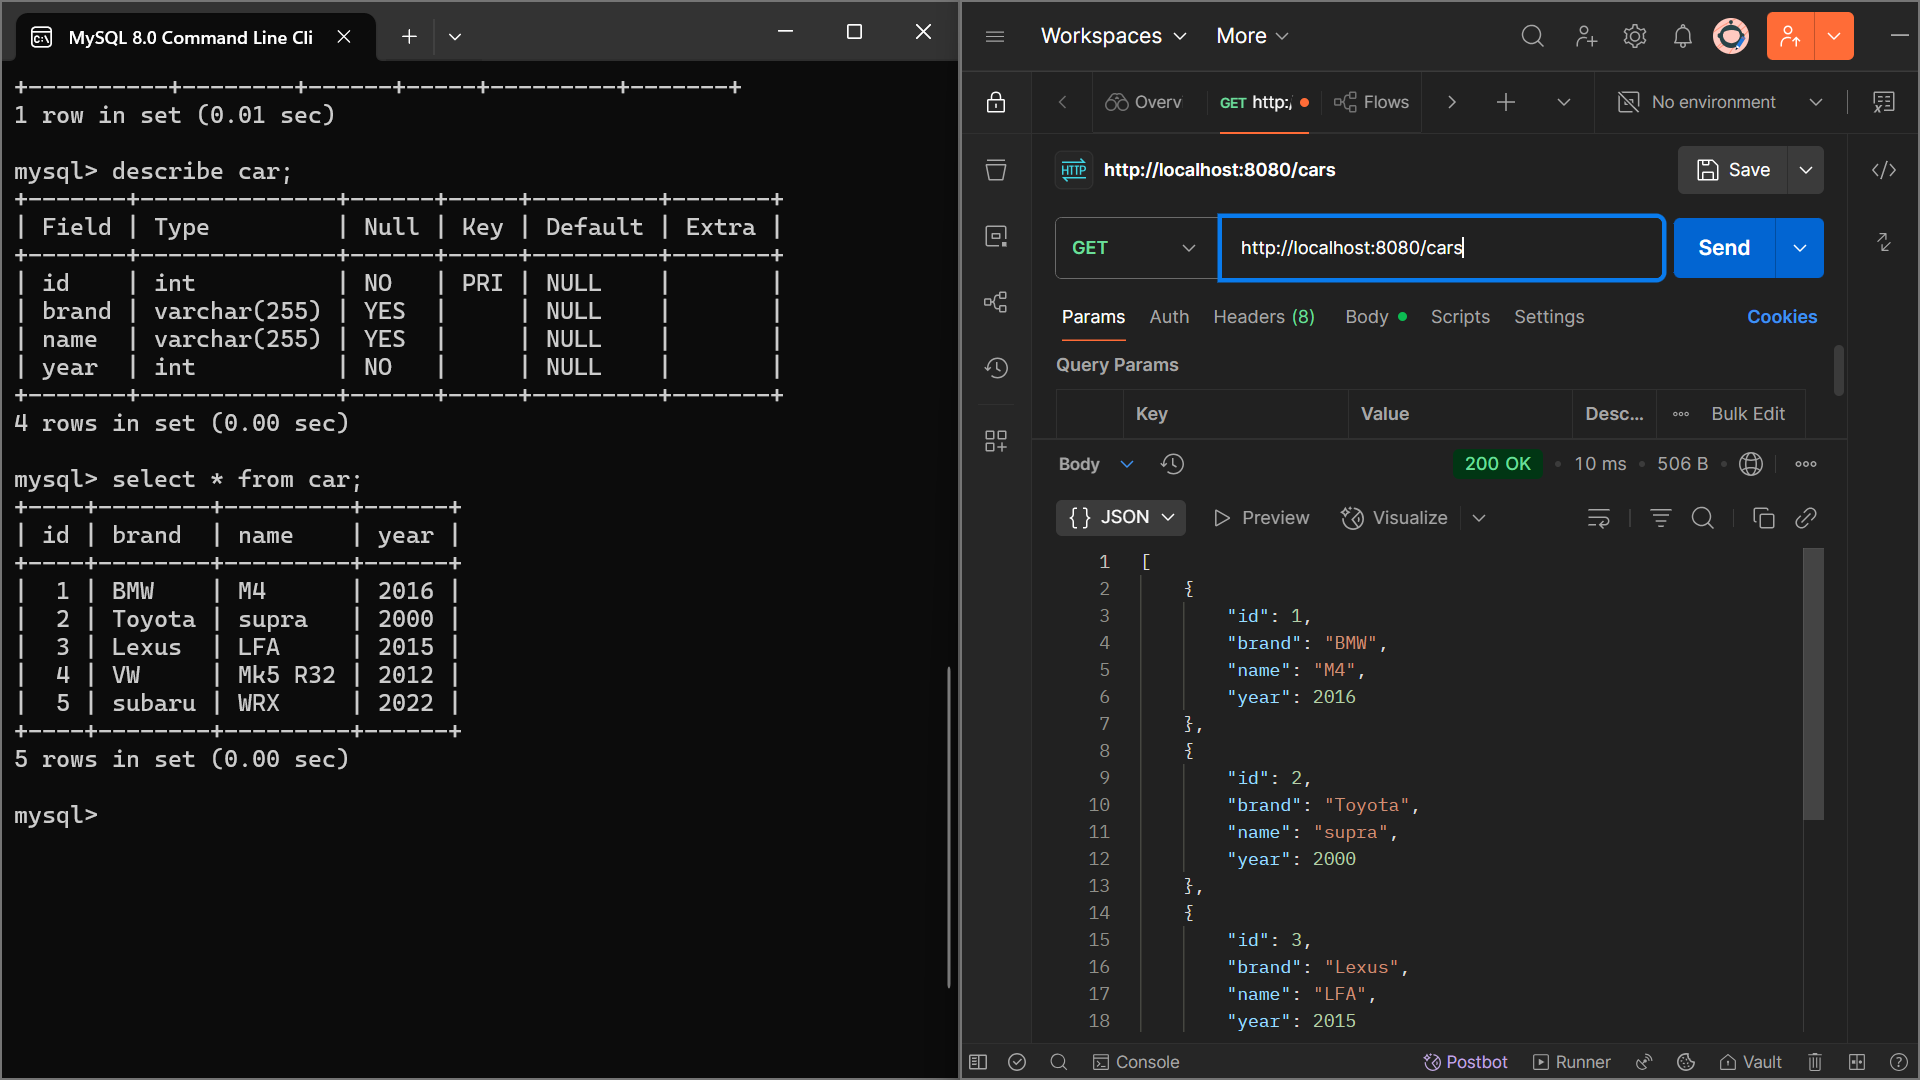 MySQL 8.0 Command Line Cli
+----------+--------+------+-----+---------+-------+
1 row in set (0.01 sec)
mysql> describe car;
+-------+--------------+------+-----+---------+-------+
| Field | Type         | Null | Key | Default | Extra |
+-------+--------------+------+-----+---------+-------+
| id    | int          | NO   | PRI | NULL    |       |
| brand | varchar(255) | YES  |     | NULL    |       |
| name  | varchar(255) | YES  |     | NULL    |       |
| year  | int          | NO   |     | NULL    |       |
+-------+--------------+------+-----+---------+-------+
4 rows in set (0.00 sec)
mysql> select * from car;
+----+--------+---------+------+
| id | brand  | name    | year |
+----+--------+---------+------+
|  1 | BMW    | M4      | 2016 |
|  2 | Toyota | supra   | 2000 |
|  3 | Lexus  | LFA     | 2015 |
|  4 | VW     | Mk5 R32 | 2012 |
|  5 | subaru | WRX     | 2022 |
+----+--------+---------+------+
5 rows in set (0.00 sec)
mysql>
Workspaces More
Overv GET http:/ Flows No environment
HTTP http://localhost:8080/cars Save
GET http://localhost:8080/cars Send
Params Auth Headers (8) Body Scripts Settings Cookies
Query Params
Key Value Desc... Bulk Edit
Body 200 OK 10 ms 506 B
{} JSON Preview Visualize
1 [
2 {
3 "id": 1,
4 "brand": "BMW",
5 "name": "M4",
6 "year": 2016
7 },
8 {
9 "id": 2,
10 "brand": "Toyota",
11 "name": "supra",
12 "year": 2000
13 },
14 {
15 "id": 3,
16 "brand": "Lexus",
17 "name": "LFA",
18 "year": 2015
Console Postbot Runner Vault